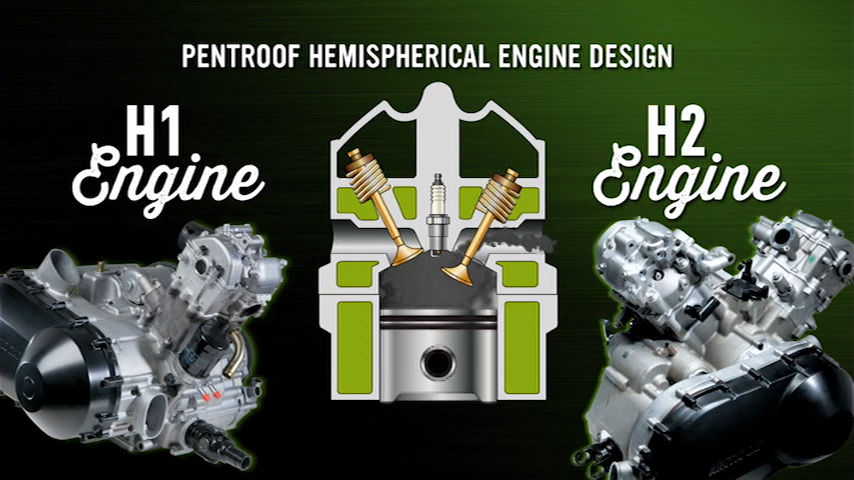 PENTROOF HEMISPHERICAL ENGINE DESIGN
H1
Engine
H2
Engine